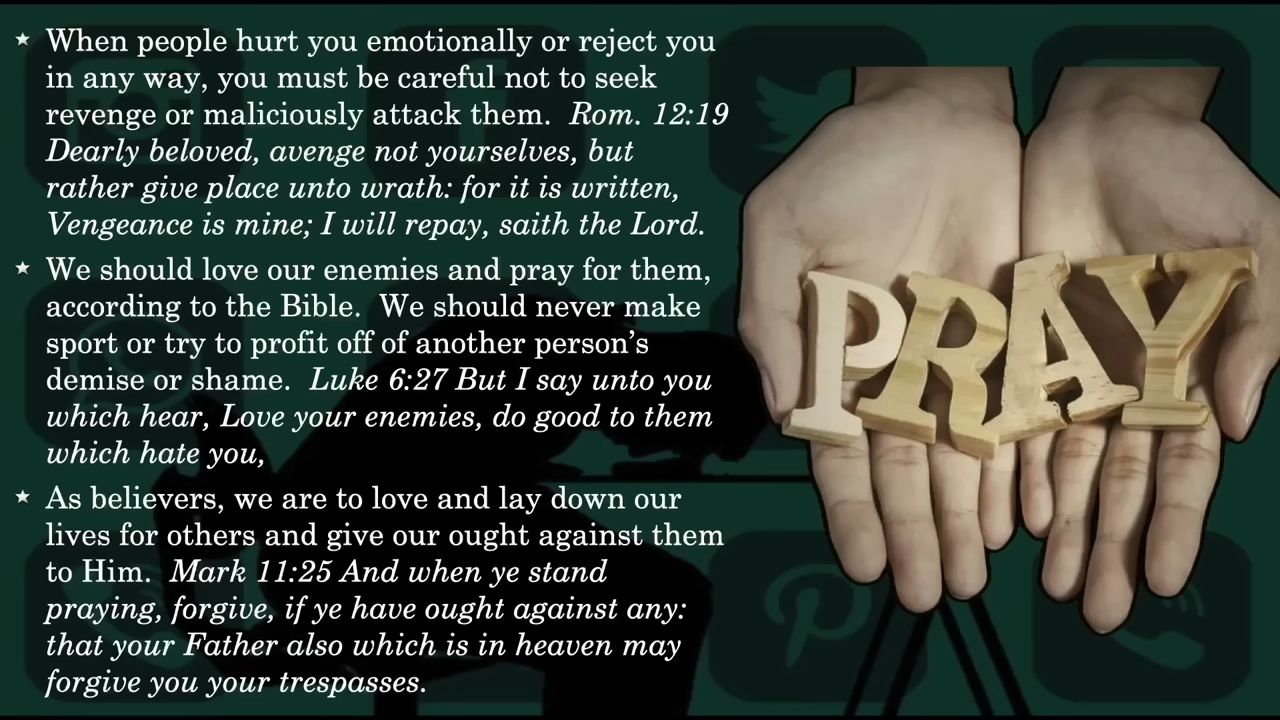 ★ When people hurt you emotionally or reject you
in any way, you must be careful not to seek
revenge or maliciously attack them. Rom. 12:19
Dearly beloved, avenge not yourselves, but
rather give place unto wrath: for it is written,
Vengeance is mine; I will repay, saith the Lord.
★ We should love our enemies and pray for them,
according to the Bible. We should never make
sport or try to profit off of another person's
demise or shame. Luke 6:27 But I say unto you
which hear, Love your enemies, do good to them
which hate you,
★ As believers, we are to love and lay down our
lives for others and give our ought against them
to Him. Mark 11:25 And when ye stand
praying, forgive, if ye have ought against any:
that your Father also which is in heaven may
forgive you your trespasses.
PRAY